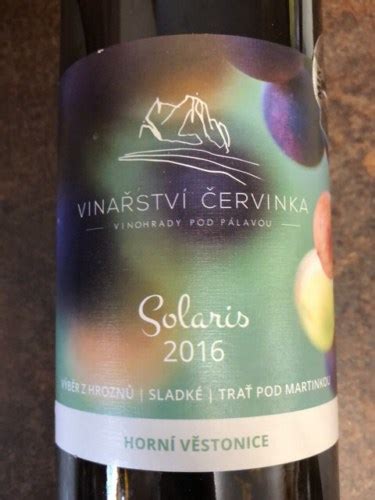 VINAŘSTVÍ ČERVINKA
VINOHRADY POD PÁLAVOU
Solaris
2016
VÝBĚR Z HROZNŮ | SLADKÉ | TRAŤ POD MARTINKOU
HORNÍ VĚSTONICE